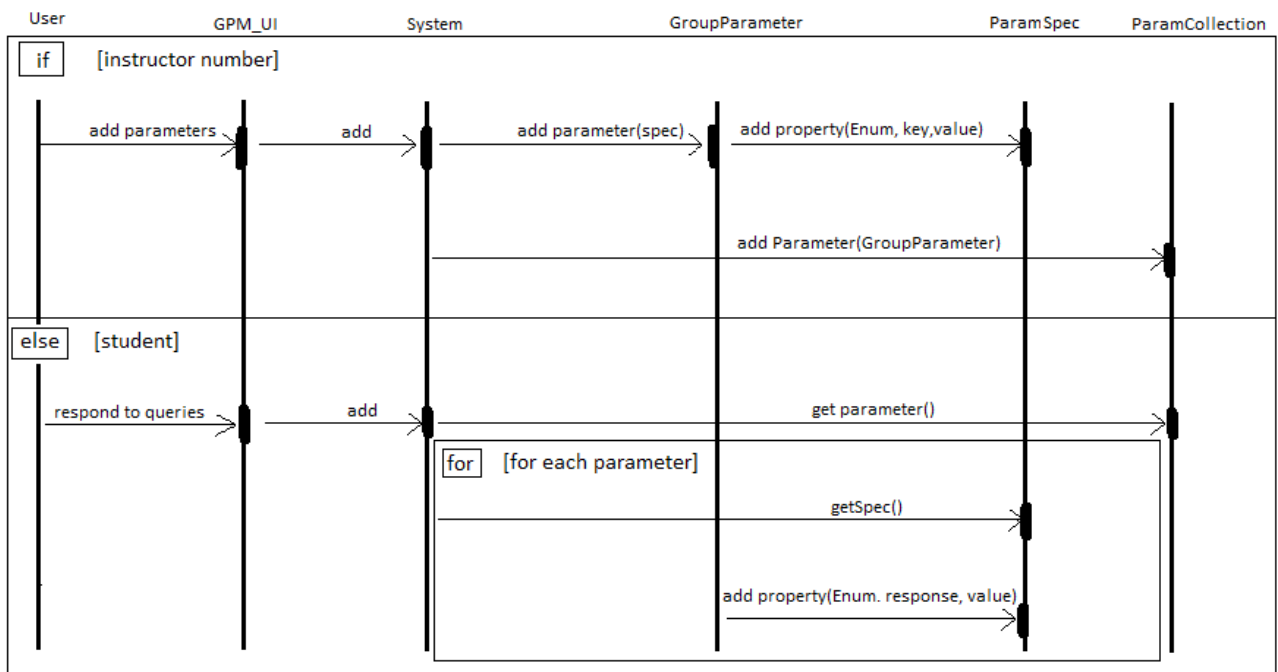 User GPM_UI System GroupParameter ParamSpec ParamCollection
if [instructor number]
add parameters add add parameter(spec) add property(Enum, key,value)
add Parameter(GroupParameter)
else [student]
respond to queries add get parameter()
for [for each parameter]
getSpec()
add property(Enum. response, value)